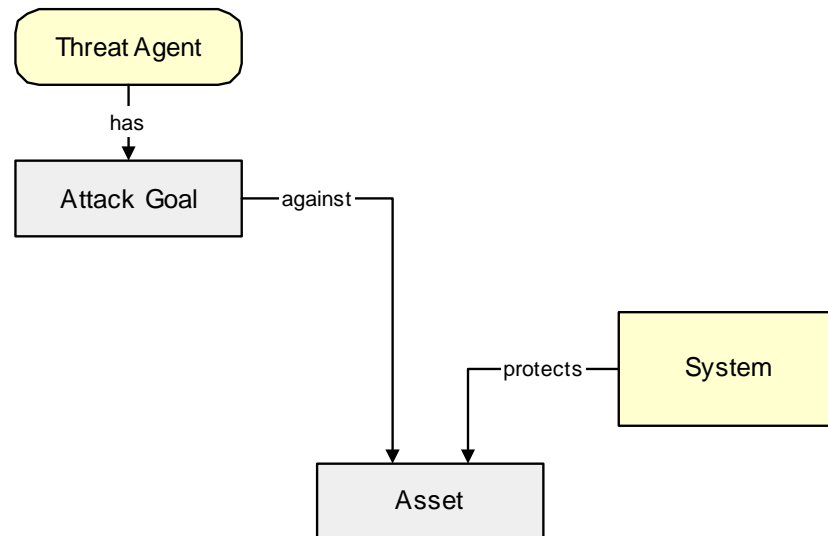 Threat Agent
has
Attack Goal
against
System
protects
Asset